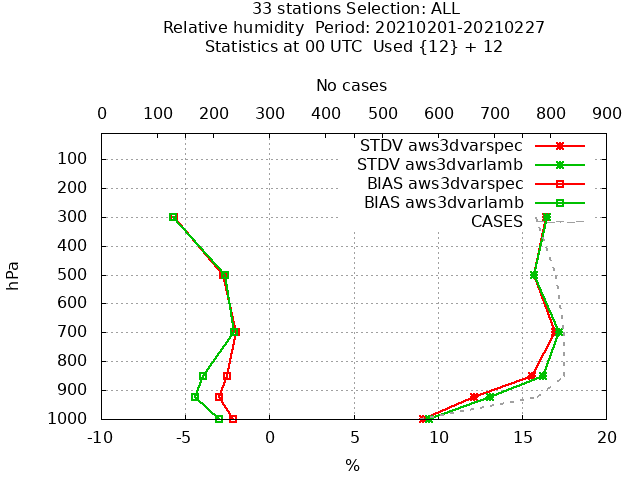 33 stations Selection: ALL
Relative humidity  Period: 20210201-20210227
Statistics at 00 UTC  Used {12} + 12
No cases
0 100 200 300 400 500 600 700 800 900
STDV aws3dvarspec
STDV aws3dvarlamb
BIAS aws3dvarspec
BIAS aws3dvarlamb
CASES
hPa
100
200
300
400
500
600
700
800
900
1000
-10 -5 0 5 10 15 20
%